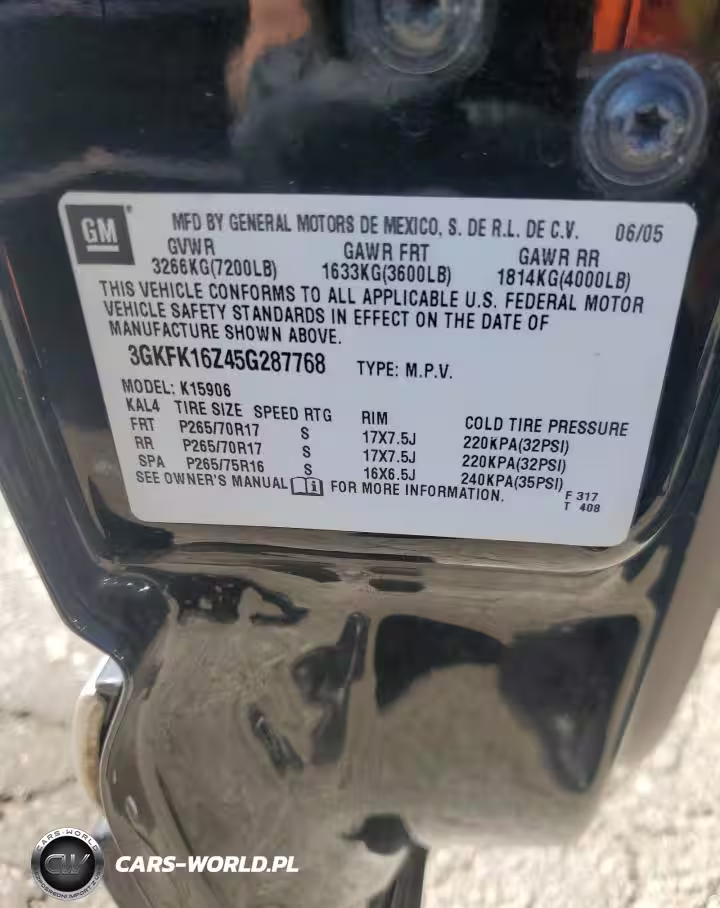 GM
MFD BY GENERAL MOTORS DE MEXICO, S. DE R.L. DE C.V. 06/05
GVWR GAWR FRT GAWR RR
3266KG(7200LB) 1633KG(3600LB) 1814KG(4000LB)
THIS VEHICLE CONFORMS TO ALL APPLICABLE U.S. FEDERAL MOTOR
VEHICLE SAFETY STANDARDS IN EFFECT ON THE DATE OF
MANUFACTURE SHOWN ABOVE.
3GKFK16Z45G287768 TYPE: M.P.V.
MODEL: K15906
KAL4 TIRE SIZE SPEED RTG RIM COLD TIRE PRESSURE
FRT P265/70R17 S 17X7.5J 220KPA(32PSI)
RR P265/70R17 S 17X7.5J 220KPA(32PSI)
SPA P265/75R16 S 16X6.5J 240KPA(35PSI)
SEE OWNER'S MANUAL FOR MORE INFORMATION. F 317
T 408
CARS-WORLD
CW
CARS-WORLD.PL